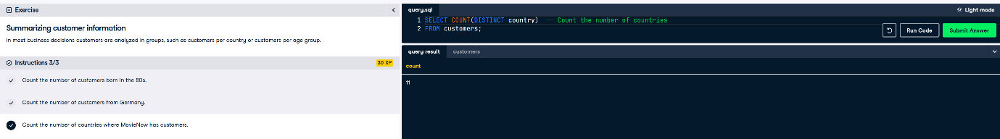 Exercise
Summarizing customer information
In most business decisions customers are analyzed in groups, such as customers per country or customers per age group.
Instructions 3/3
30 XP
Count the number of customers born in the 80s.
Count the number of customers from Germany.
Count the number of countries where MovieNow has customers.
query.sql
Light mode
1 SELECT COUNT(DISTINCT country)  -- Count the number of countries
2 FROM customers;
Run Code
Submit Answer
query result
customers
count
11